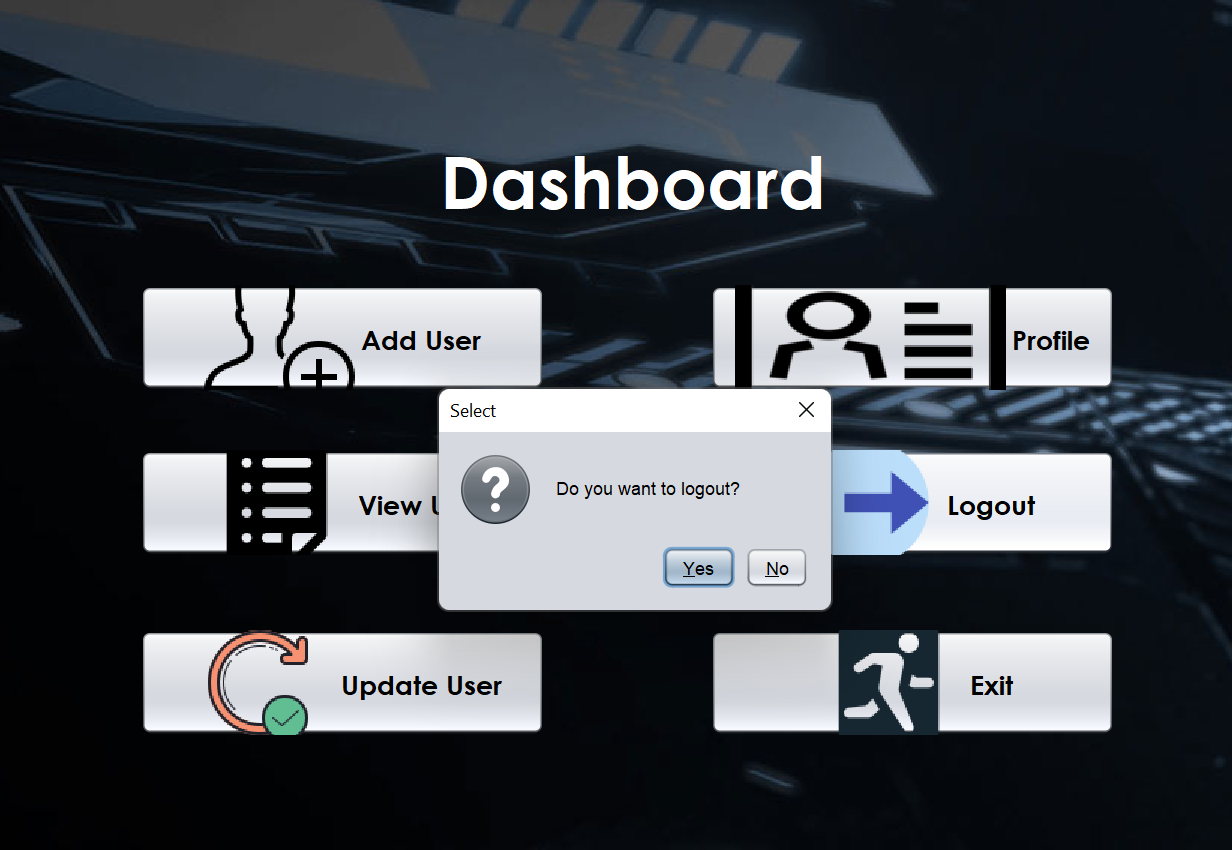 Dashboard
Add User
Profile
Select
Do you want to logout?
View
Logout
Yes
No
Update User
Exit